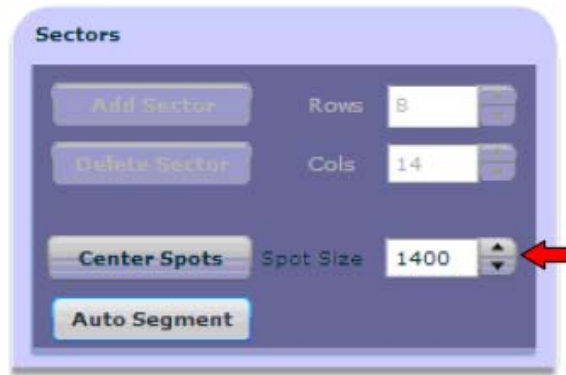 Sectors
Add Sector Rows 8
Delete Sector Cols 14
Center Spots Spot Size 1400
Auto Segment